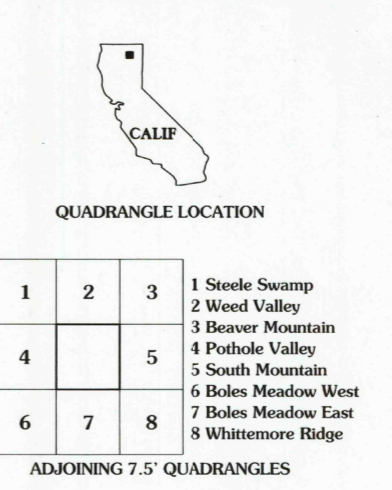 CALIF
QUADRANGLE LOCATION
1 2 3
4 5
6 7 8
1 Steele Swamp
2 Weed Valley
3 Beaver Mountain
4 Pothole Valley
5 South Mountain
6 Boles Meadow West
7 Boles Meadow East
8 Whittemore Ridge
ADJOINING 7.5' QUADRANGLES